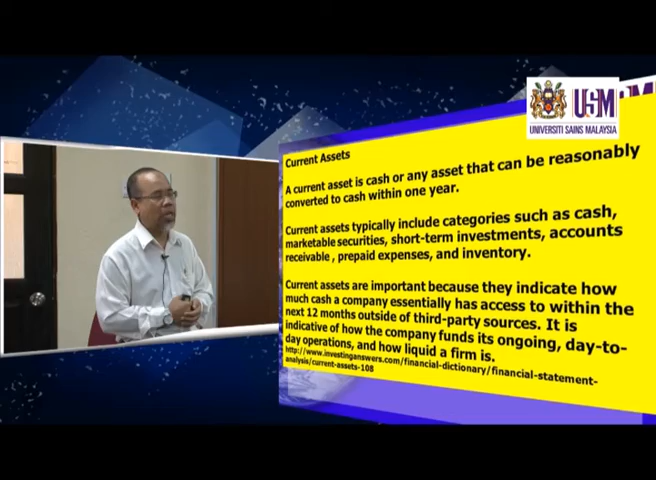 USM
UNIVERSITI SAINS MALAYSIA
Current Assets
A current asset is cash or any asset that can be reasonably
converted to cash within one year.
Current assets typically include categories such as cash,
marketable securities, short-term investments, accounts
receivable , prepaid expenses, and inventory.
Current assets are important because they indicate how
much cash a company essentially has access to within the
next 12 months outside of third-party sources. It is
indicative of how the company funds its ongoing, day-to-
day operations, and how liquid a firm is.
http://www.investinganswers.com/financial-dictionary/financial-statement-
analysis/current-assets-108